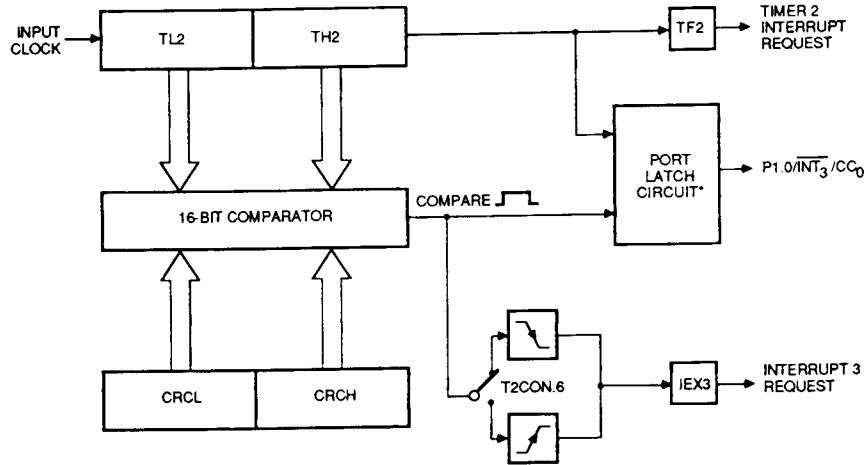 INPUT
CLOCK
TL2
TH2
TF2
TIMER 2
INTERRUPT
REQUEST
PORT
LATCH
CIRCUIT*
P1.0/INT3/CC0
16-BIT COMPARATOR
COMPARE
T2CON.6
CRCL
CRCH
IEX3
INTERRUPT 3
REQUEST